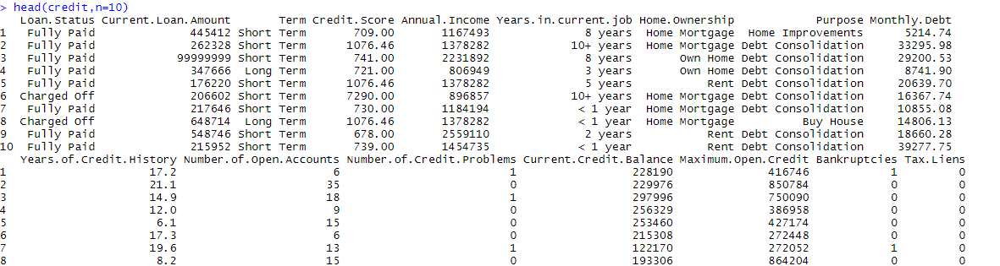 > head(credit,n=10)
Loan.Status Current.Loan.Amount Term Credit.Score Annual.Income Years.in.current.job Home.Ownership Purpose Monthly.Debt
1 Fully Paid 445412 Short Term 709.00 1167493 8 years Home Mortgage Home Improvements 5214.74
2 Fully Paid 262328 Short Term 1076.46 1378282 10+ years Home Mortgage Debt Consolidation 33295.98
3 Fully Paid 99999999 Short Term 741.00 2231892 8 years Own Home Debt Consolidation 29200.53
4 Fully Paid 347666 Long Term 721.00 806949 3 years Own Home Debt Consolidation 8741.90
5 Fully Paid 176220 Short Term 1076.46 1378282 5 years Rent Debt Consolidation 20639.70
6 Charged Off 206602 Short Term 7290.00 896857 10+ years Home Mortgage Debt Consolidation 16367.74
7 Fully Paid 217646 Short Term 730.00 1184194 < 1 year Home Mortgage Debt Consolidation 10855.08
8 Charged Off 648714 Long Term 1076.46 1378282 < 1 year Home Mortgage Buy House 14806.13
9 Fully Paid 548746 Short Term 678.00 2559110 2 years Rent Debt Consolidation 18660.28
10 Fully Paid 215952 Short Term 739.00 1454735 < 1 year Rent Debt Consolidation 39277.75
Years.of.Credit.History Number.of.Open.Accounts Number.of.Credit.Problems Current.Credit.Balance Maximum.Open.Credit Bankruptcies Tax.Liens
1 17.2 6 1 228190 416746 1 0
2 21.1 35 0 229976 850784 0 0
3 14.9 18 1 297996 750090 0 0
4 12.0 9 0 256329 386958 0 0
5 6.1 15 0 253460 427174 0 0
6 17.3 6 0 215308 272448 0 0
7 19.6 13 1 122170 272052 1 0
8 8.2 15 0 193306 864204 0 0